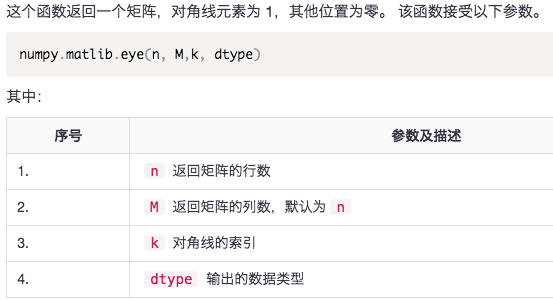 这个函数返回一个矩阵，对角线元素为 1，其他位置为零。 该函数接受以下参数。
numpy.matlib.eye(n, M,k, dtype)
其中：
序号 参数及描述
1. n 返回矩阵的行数
2. M 返回矩阵的列数，默认为 n
3. k 对角线的索引
4. dtype 输出的数据类型